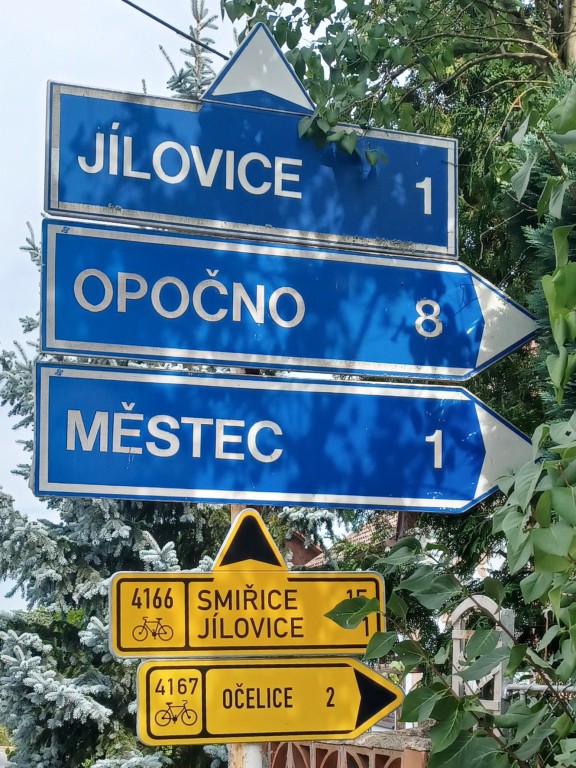 JÍLOVICE 1
OPOČNO 8
MĚSTEC 1
4166 SMIŘICE 15
JÍLOVICE 1
4167 OČELICE 2